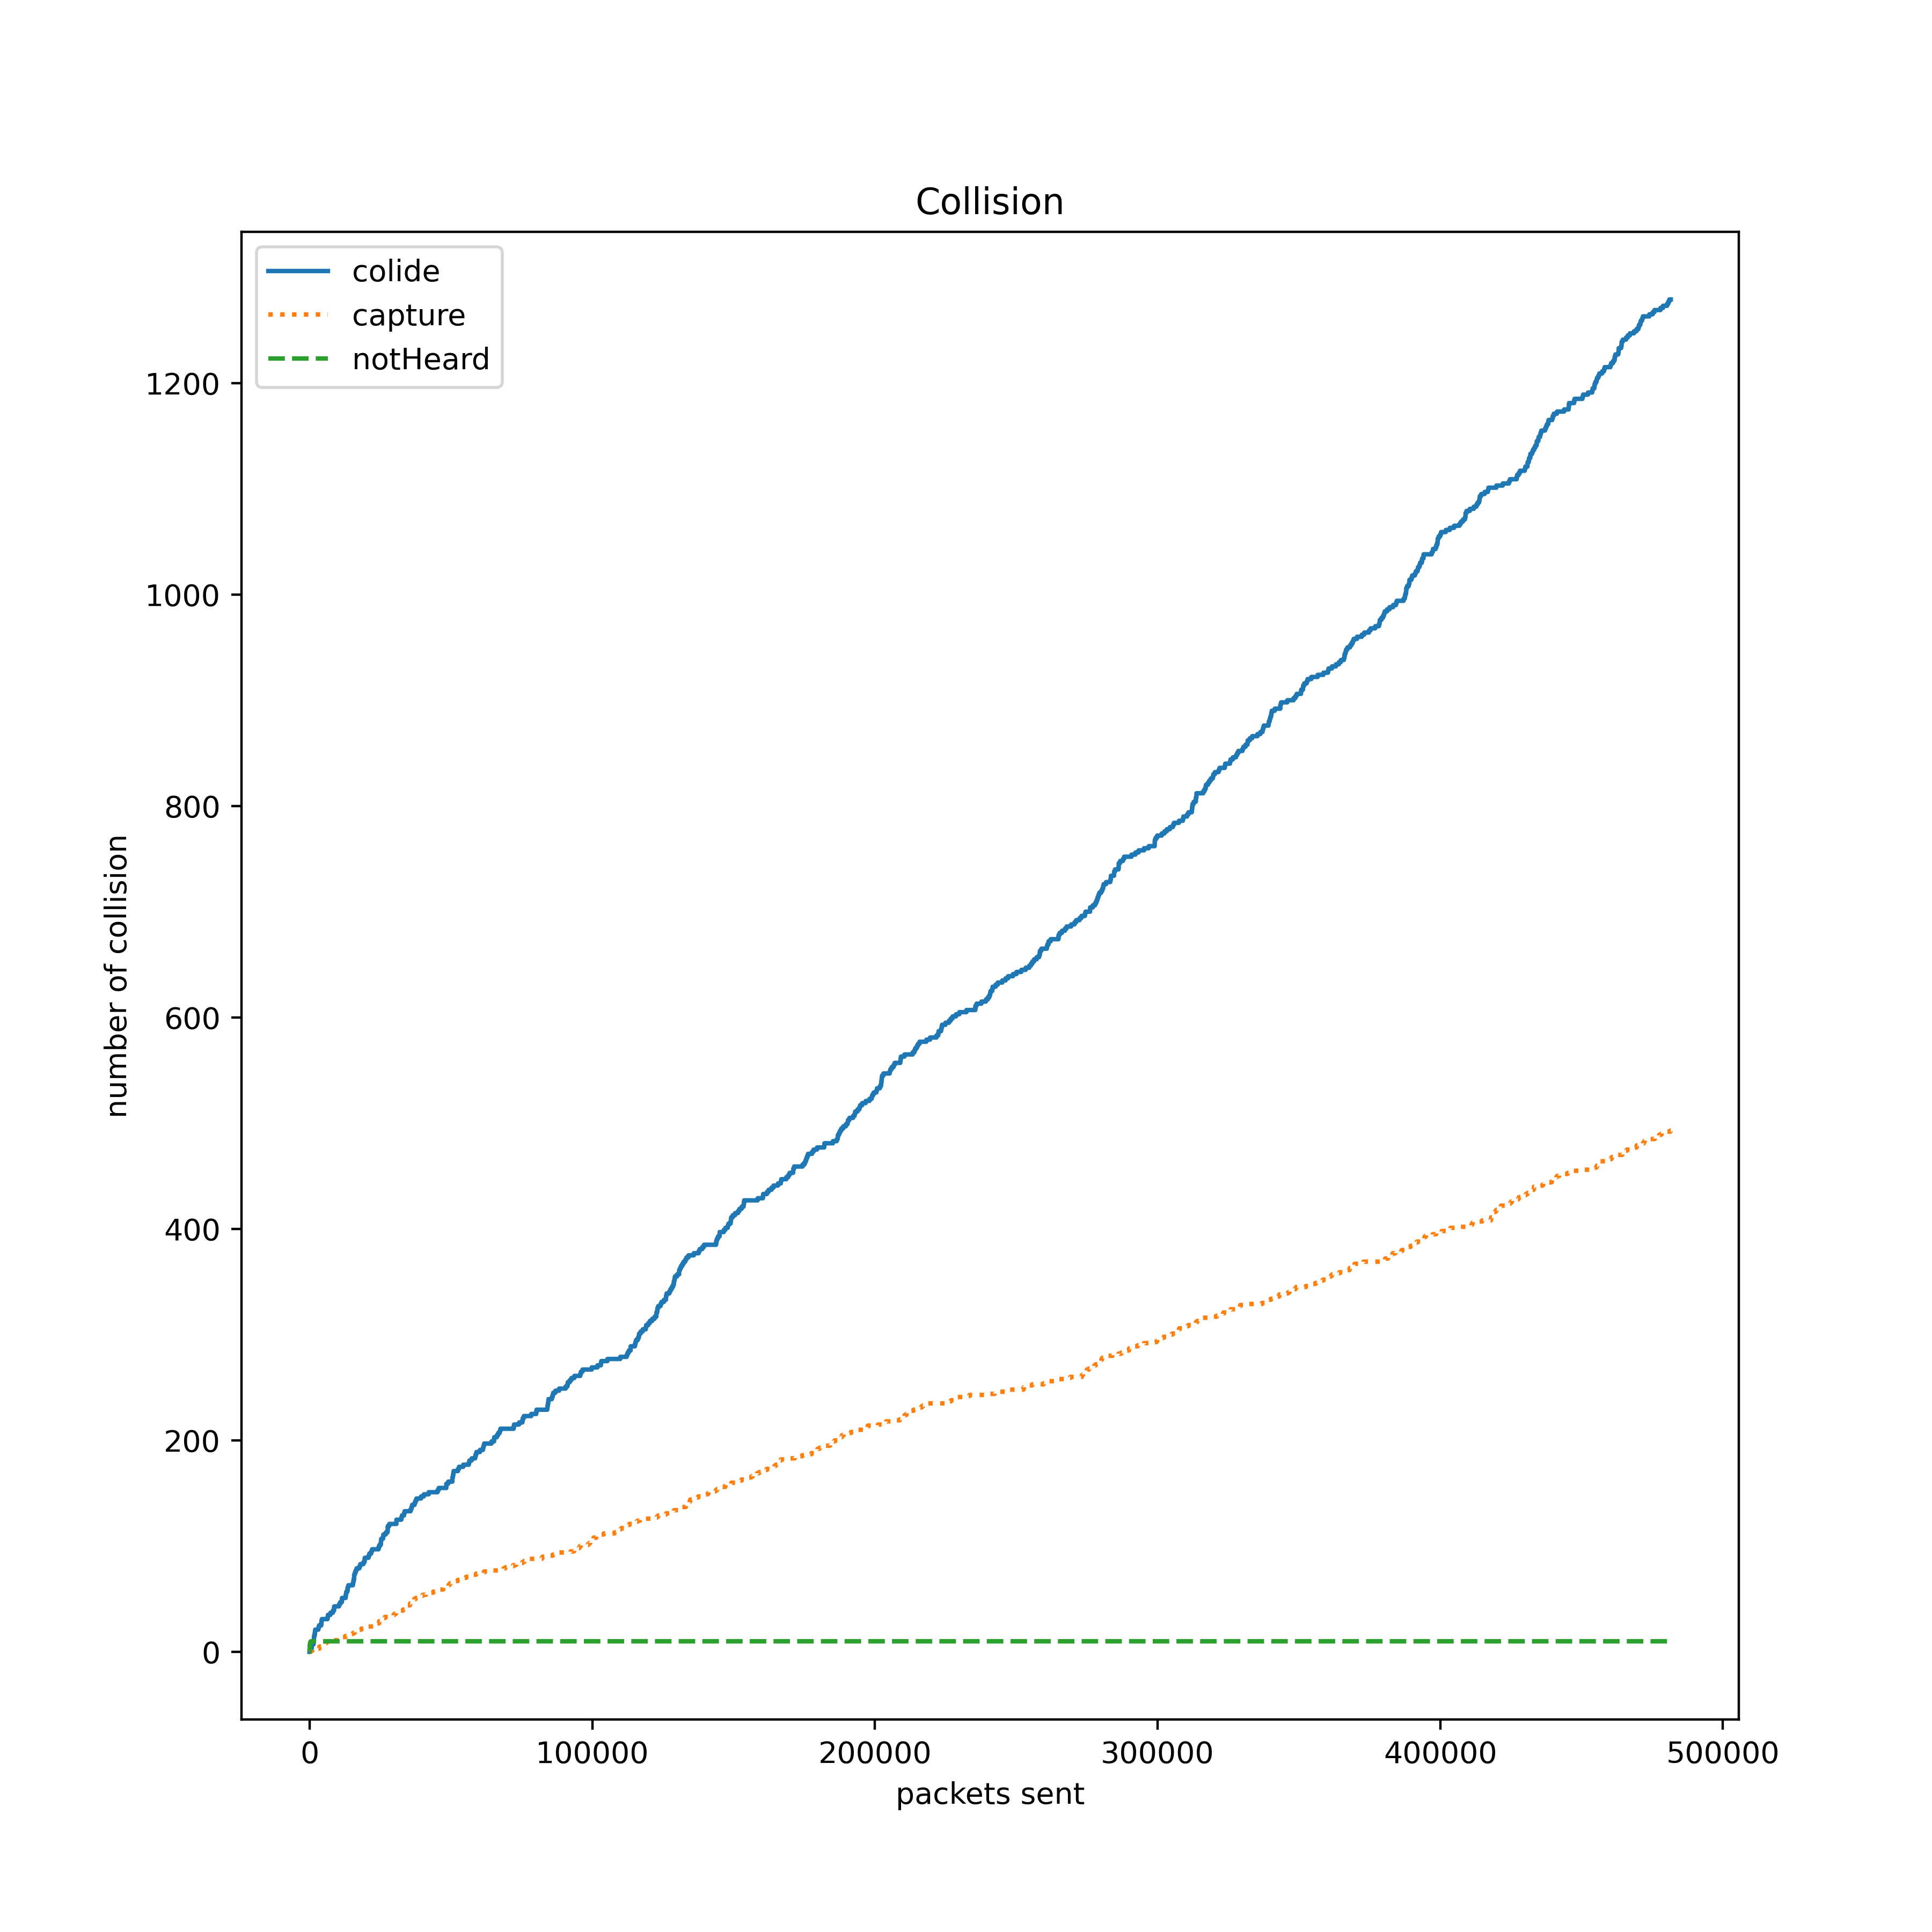 Collision
colide
capture
notHeard
1200
1000
800
600
400
200
0
number of collision
0 100000 200000 300000 400000 500000
packets sent